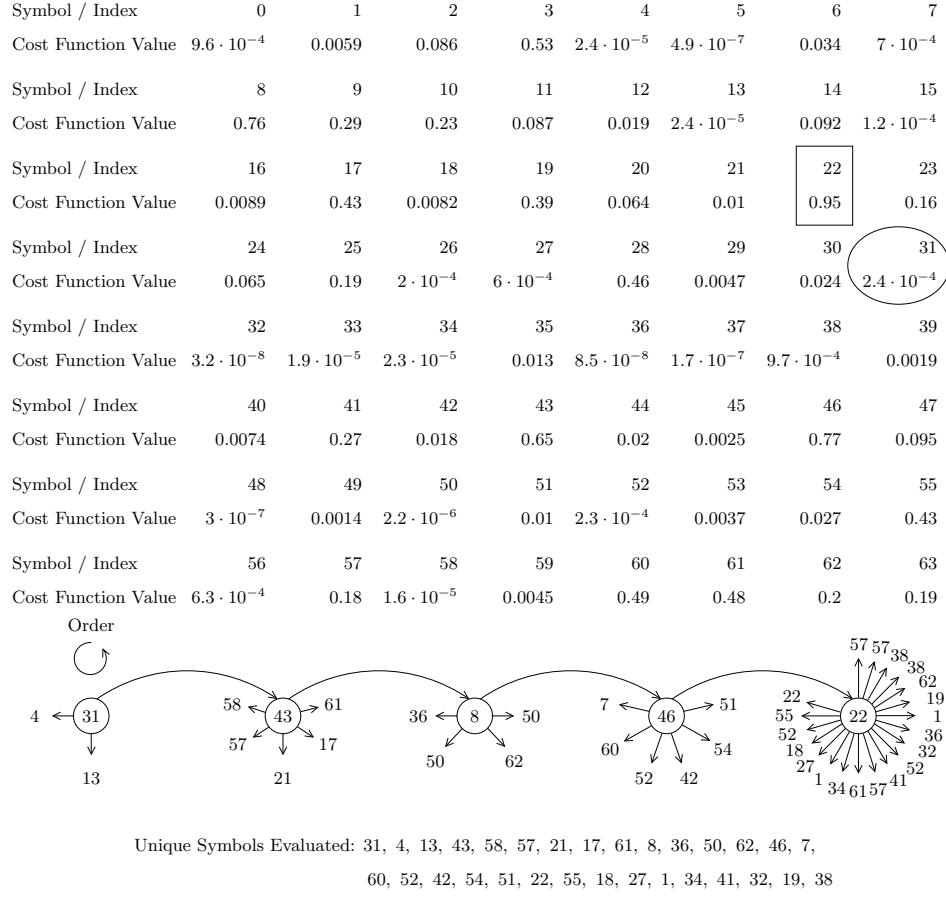 Symbol / Index 0 1 2 3 4 5 6 7
Cost Function Value 9.6 · 10⁻⁴ 0.0059 0.086 0.53 2.4 · 10⁻⁵ 4.9 · 10⁻⁷ 0.034 7 · 10⁻⁴
Symbol / Index 8 9 10 11 12 13 14 15
Cost Function Value 0.76 0.29 0.23 0.087 0.019 2.4 · 10⁻⁵ 0.092 1.2 · 10⁻⁴
Symbol / Index 16 17 18 19 20 21 22 23
Cost Function Value 0.0089 0.43 0.0082 0.39 0.064 0.01 0.95 0.16
Symbol / Index 24 25 26 27 28 29 30 31
Cost Function Value 0.065 0.19 2 · 10⁻⁴ 6 · 10⁻⁴ 0.46 0.0047 0.024 2.4 · 10⁻⁴
Symbol / Index 32 33 34 35 36 37 38 39
Cost Function Value 3.2 · 10⁻⁸ 1.9 · 10⁻⁵ 2.3 · 10⁻⁵ 0.013 8.5 · 10⁻⁸ 1.7 · 10⁻⁷ 9.7 · 10⁻⁴ 0.0019
Symbol / Index 40 41 42 43 44 45 46 47
Cost Function Value 0.0074 0.27 0.018 0.65 0.02 0.0025 0.77 0.095
Symbol / Index 48 49 50 51 52 53 54 55
Cost Function Value 3 · 10⁻⁷ 0.0014 2.2 · 10⁻⁶ 0.01 2.3 · 10⁻⁴ 0.0037 0.027 0.43
Symbol / Index 56 57 58 59 60 61 62 63
Cost Function Value 6.3 · 10⁻⁴ 0.18 1.6 · 10⁻⁵ 0.0045 0.49 0.48 0.2 0.19
Order
31
4
13
43
58
57
21
17
61
8
36
50
62
50
46
7
60
52
42
54
51
22
57
22
55
52
18
27
1
34
61
57
41
52
32
36
1
19
62
38
38
57
Unique Symbols Evaluated: 31, 4, 13, 43, 58, 57, 21, 17, 61, 8, 36, 50, 62, 46, 7,
60, 52, 42, 54, 51, 22, 55, 18, 27, 1, 34, 41, 32, 19, 38